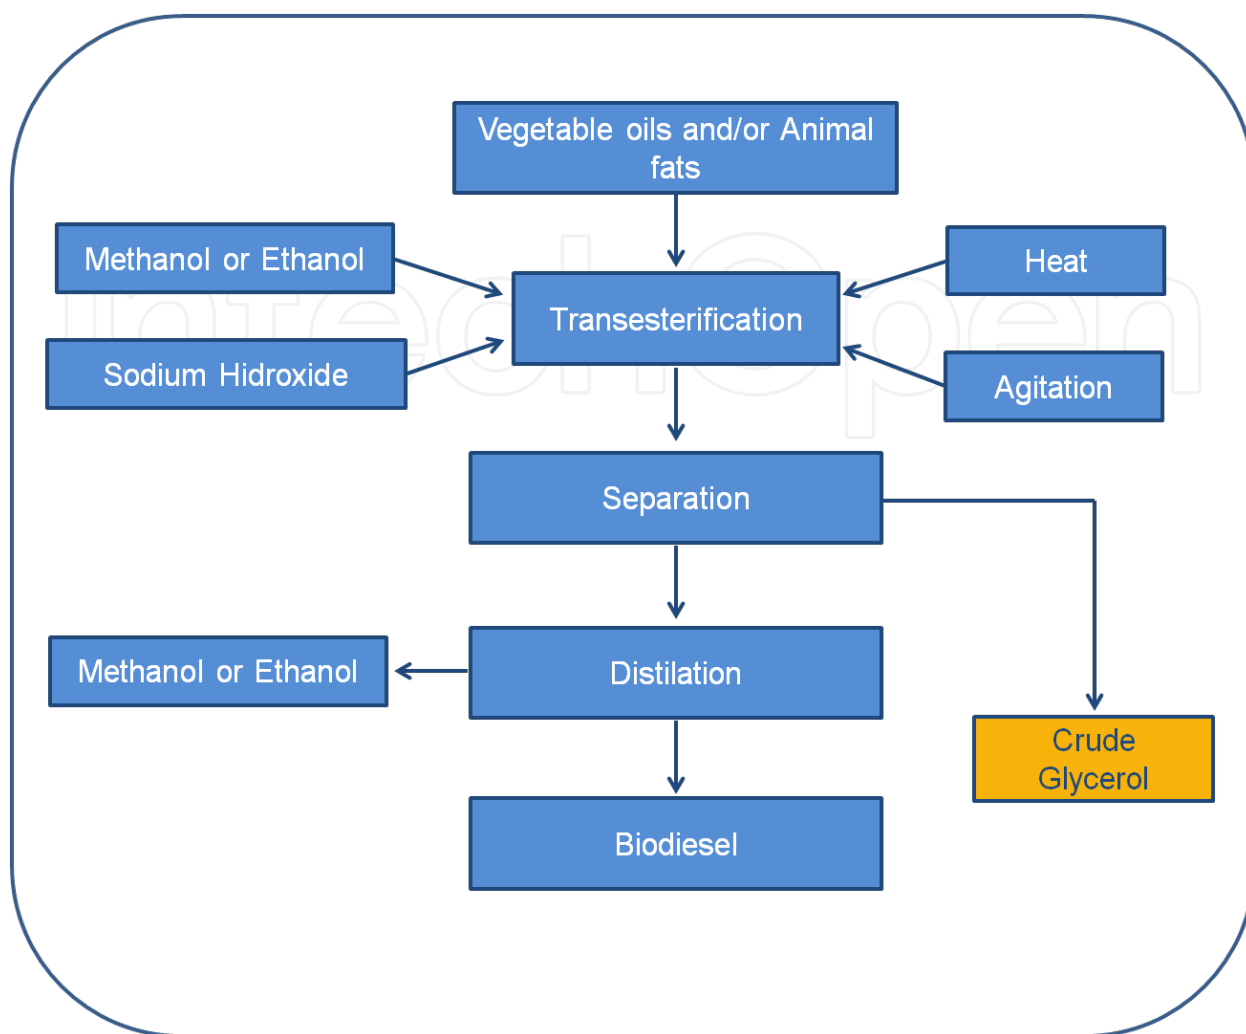 Vegetable oils and/or Animal
fats
Methanol or Ethanol
Heat
Transesterification
Sodium Hidroxide
Agitation
Separation
Methanol or Ethanol
Distilation
Crude
Glycerol
Biodiesel
IntechOpen